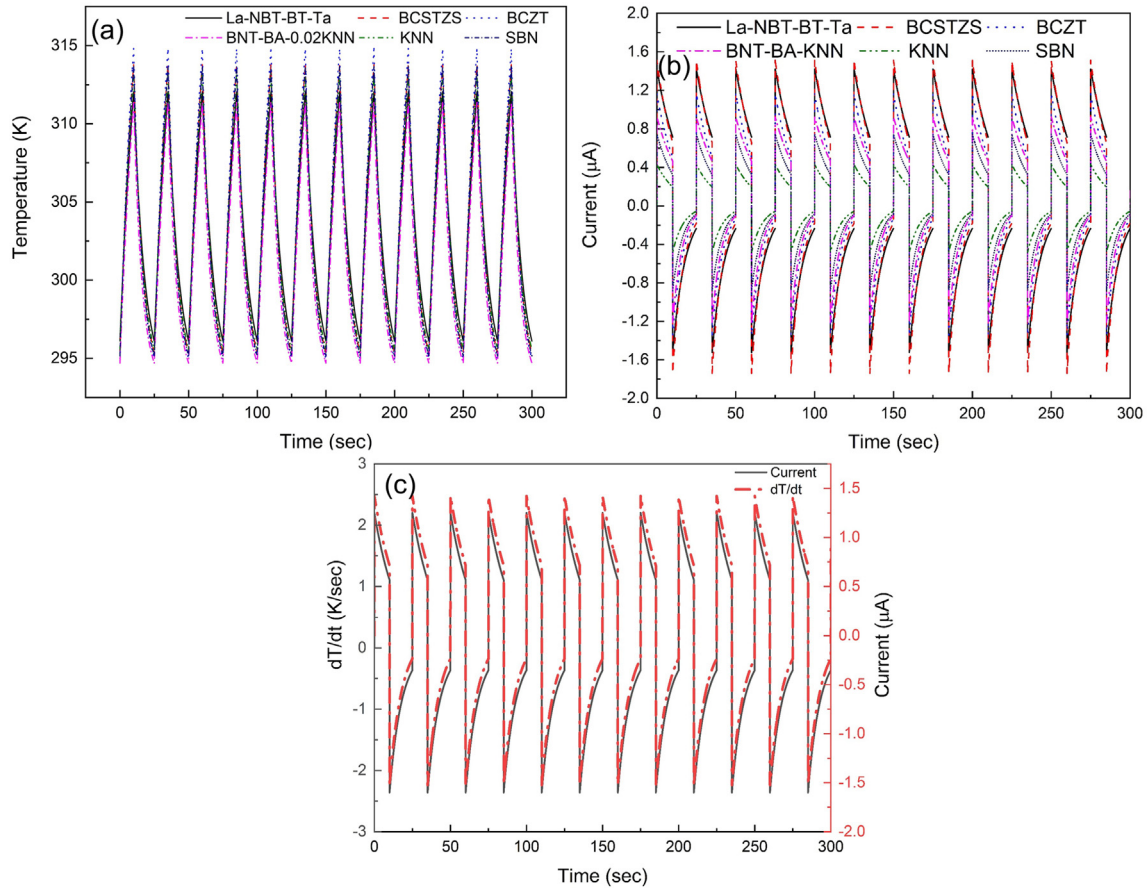 (a)
La-NBT-BT-Ta BCSTZS BCZT
BNT-BA-0.02KNN KNN SBN
315
310
305
300
295
Temperature (K)
0 50 100 150 200 250 300
Time (sec)
(b)
La-NBT-BT-Ta BCSTZS BCZT
BNT-BA-KNN KNN SBN
2.0
1.6
1.2
0.8
0.4
0.0
-0.4
-0.8
-1.2
-1.6
-2.0
Current (µA)
0 50 100 150 200 250 300
Time (sec)
(c)
Current
dT/dt
3
2
1
0
-1
-2
-3
dT/dt (K/sec)
1.5
1.0
0.5
0.0
-0.5
-1.0
-1.5
-2.0
Current (µA)
0 50 100 150 200 250 300
Time (sec)